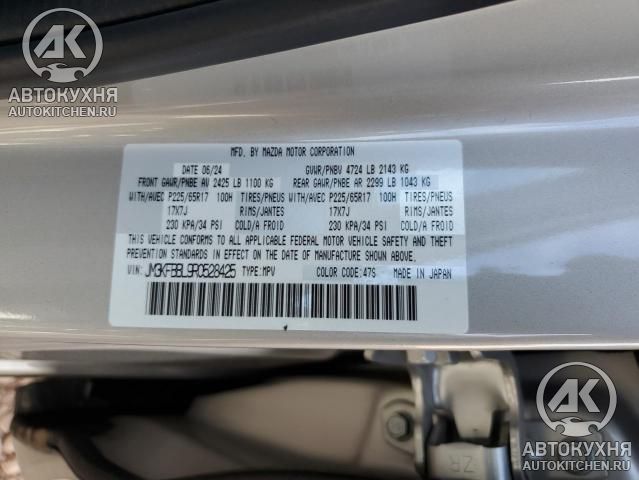 AK
АВТОКУХНЯ
AUTOKITCHEN.RU
MFD. BY MAZDA MOTOR CORPORATION
DATE 06/24 GVWR/PNBV 4724 LB 2143 KG
FRONT GAWR/PNBE AV 2425 LB 1100 KG REAR GAWR/PNBE AR 2299 LB 1043 KG
WITH/AVEC P225/65R17 100H TIRES/PNEUS WITH/AVEC P225/65R17 100H TIRES/PNEUS
17X7J RIMS/JANTES 17X7J RIMS/JANTES
230 KPA/34 PSI COLD/A FROID 230 KPA/34 PSI COLD/A FROID
THIS VEHICLE CONFORMS TO ALL APPLICABLE FEDERAL MOTOR VEHICLE SAFETY AND THEFT
PREVENTION STANDARDS IN EFFECT ON THE DATE OF MANUFACTURE SHOWN ABOVE.
VIN: JM3KFBBL9R0528425 TYPE: MPV COLOR CODE: 47S MADE IN JAPAN
ZR
AK
АВТОКУХНЯ
AUTOKITCHEN.RU